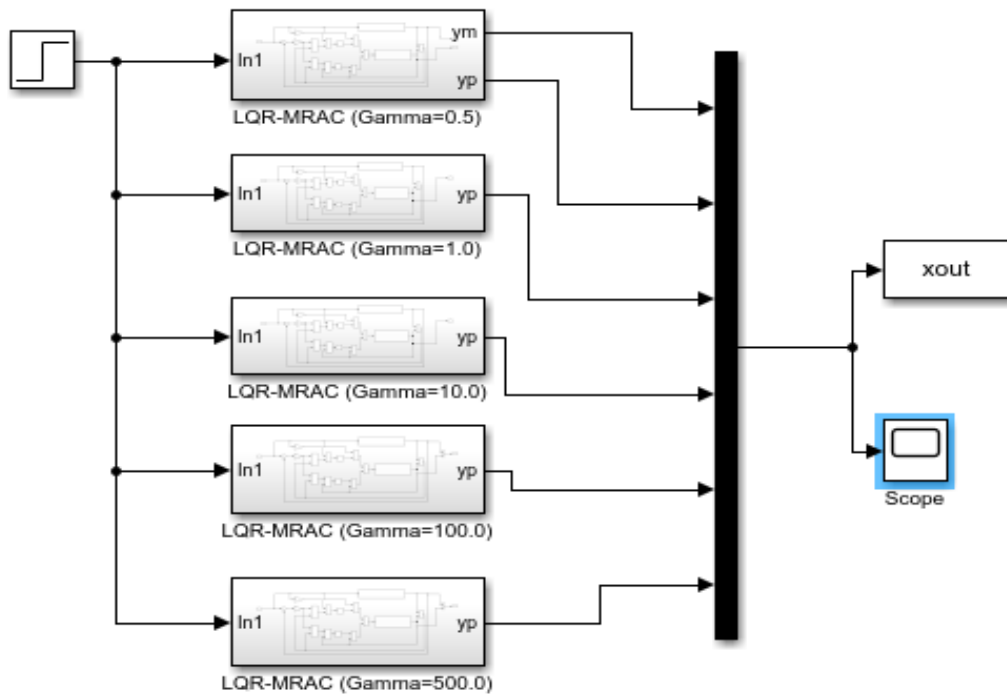 ym
In1
yp
LQR-MRAC (Gamma=0.5)
In1
yp
LQR-MRAC (Gamma=1.0)
xout
In1
yp
LQR-MRAC (Gamma=10.0)
In1
yp
Scope
LQR-MRAC (Gamma=100.0)
In1
yp
LQR-MRAC (Gamma=500.0)